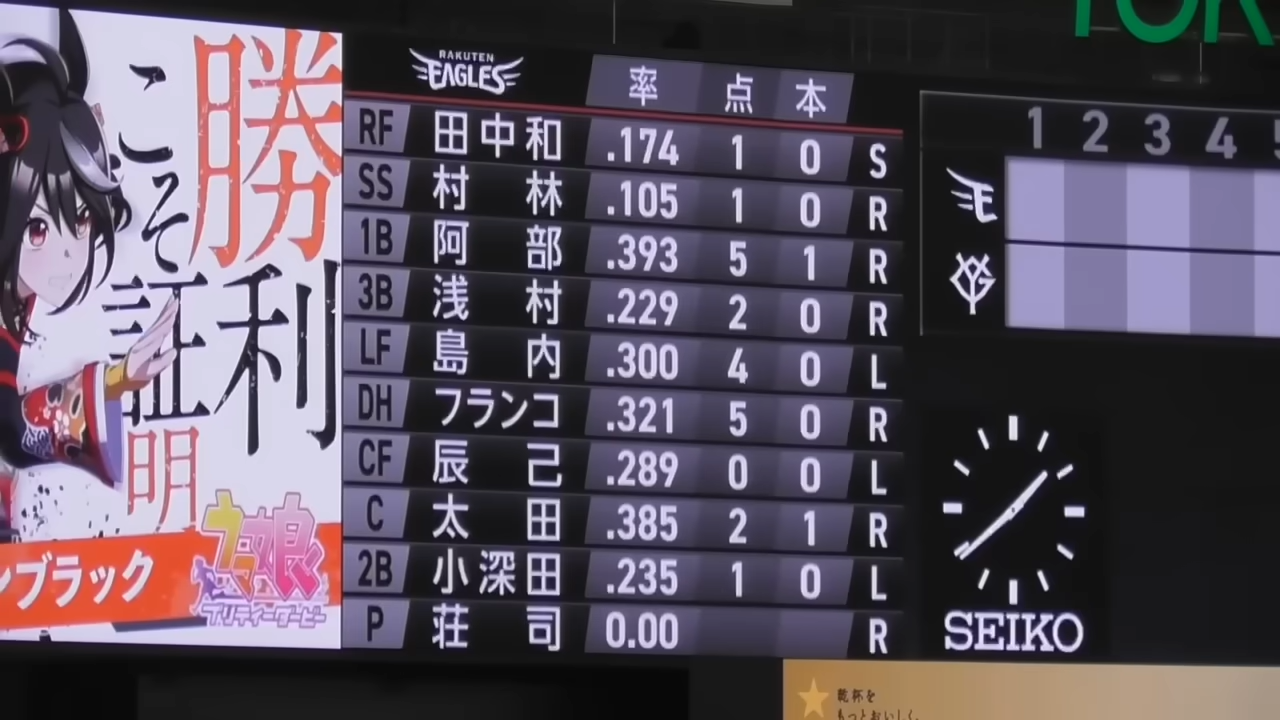 勝利
こそ
証明
ンブラック
ウマ娘
プリティーダービー
RAKUTEN
EAGLES
率 点 本
RF 田中和 .174 1 0 S
SS 村林 .105 1 0 R
1B 阿部 .393 5 1 R
3B 浅村 .229 2 0 R
LF 島内 .300 4 0 L
DH フランコ .321 5 0 R
CF 辰己 .289 0 0 L
C 太田 .385 2 1 R
2B 小深田 .235 1 0 L
P 荘司 0.00 R
1 2 3 4
E
SEIKO
乾杯を
もっとおいしく。